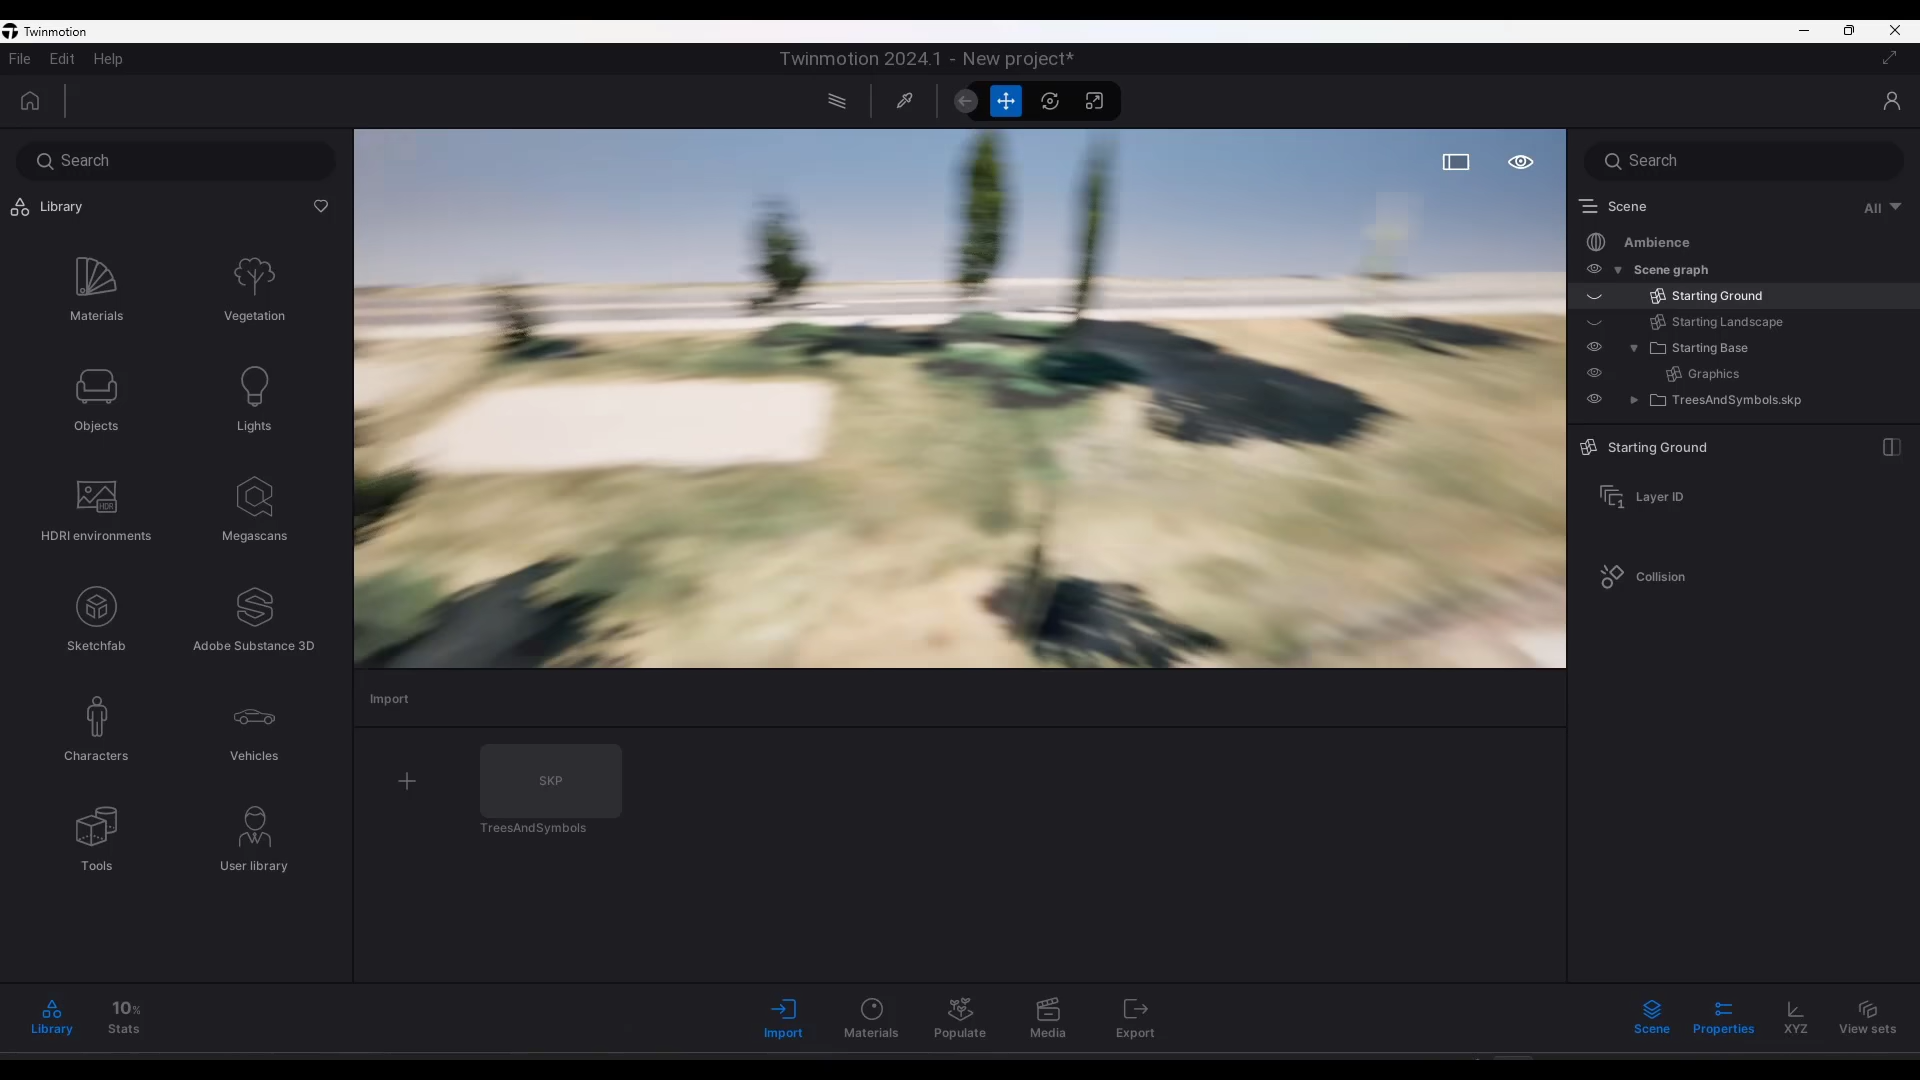 Twinmotion
File Edit Help
Twinmotion 2024.1 - New project*
Search
Library
Materials
Vegetation
Objects
Lights
HDR
HDRI environments
Megascans
Sketchfab
Adobe Substance 3D
Characters
Vehicles
Tools
User library
Import
SKP
TreesAndSymbols
Search
Scene All
Ambience
Scene graph
Starting Ground
Starting Landscape
Starting Base
Graphics
TreesAndSymbols.skp
Starting Ground
1 Layer ID
Collision
Library
10%
Stats
Import
Materials
Populate
Media
Export
Scene
Properties
XYZ
View sets